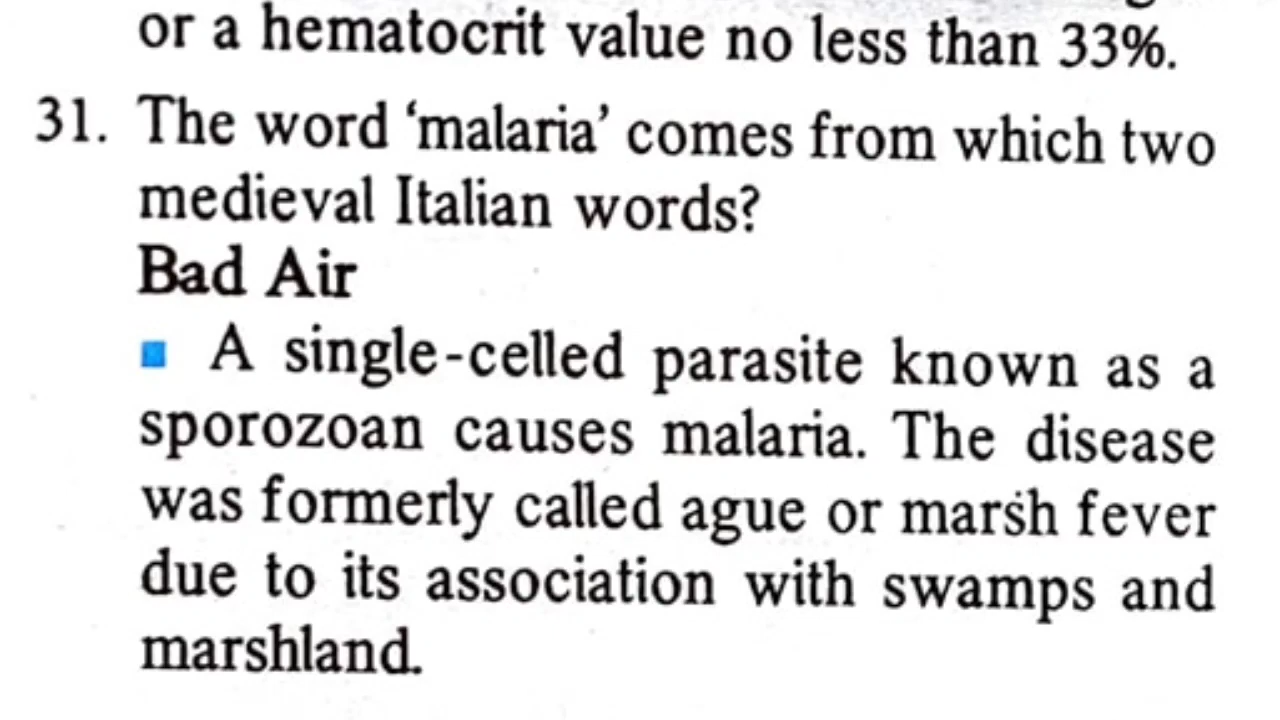 or a hematocrit value no less than 33%.
31. The word ‘malaria’ comes from which two
medieval Italian words?
Bad Air
▪ A single-celled parasite known as a
sporozoan causes malaria. The disease
was formerly called ague or marsh fever
due to its association with swamps and
marshland.